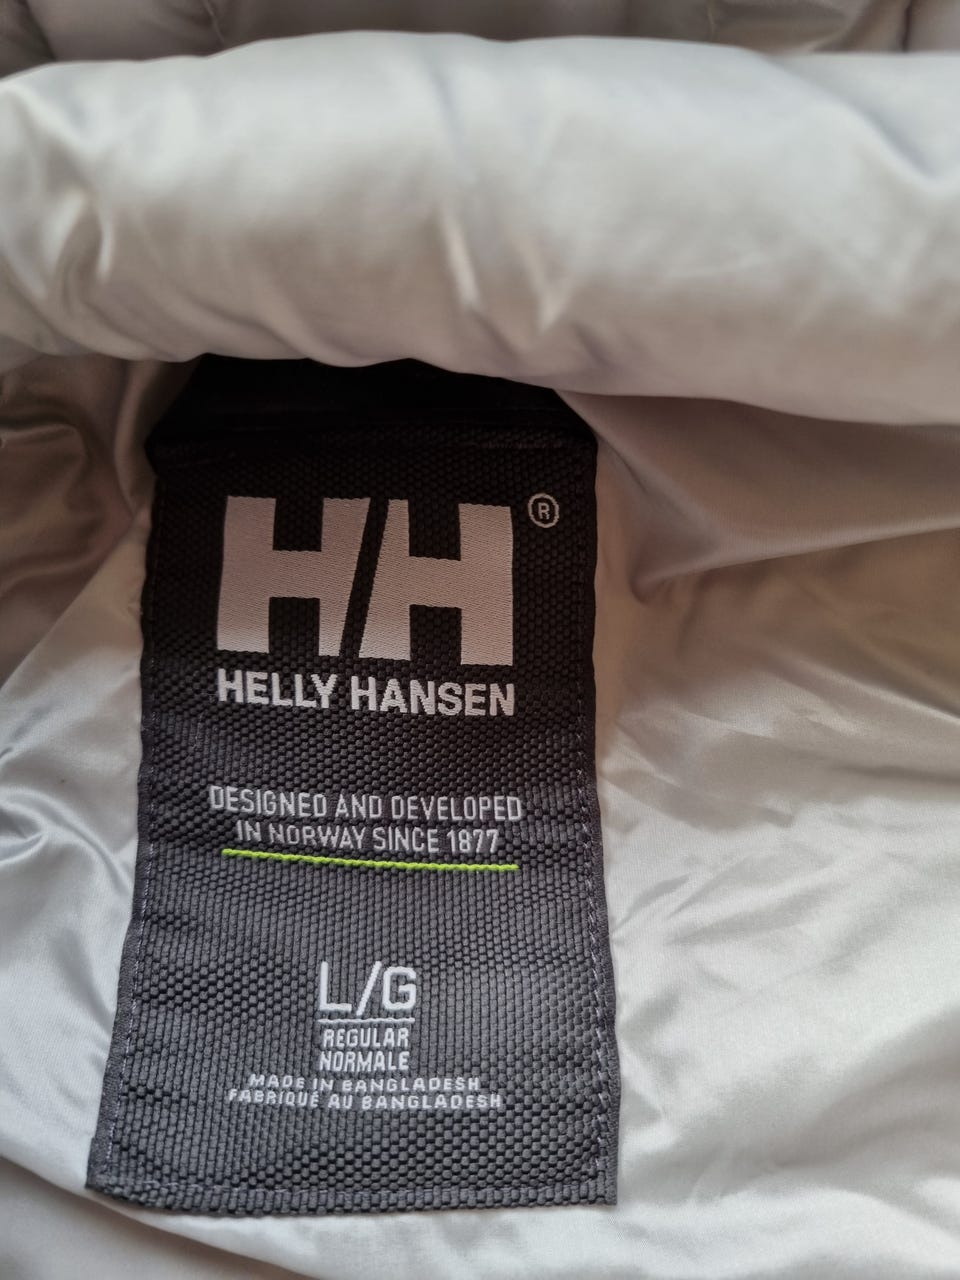 HH ®
HELLY HANSEN
DESIGNED AND DEVELOPED
IN NORWAY SINCE 1877
L/G
REGULAR
NORMALE
MADE IN BANGLADESH
FABRIQUÉ AU BANGLADESH